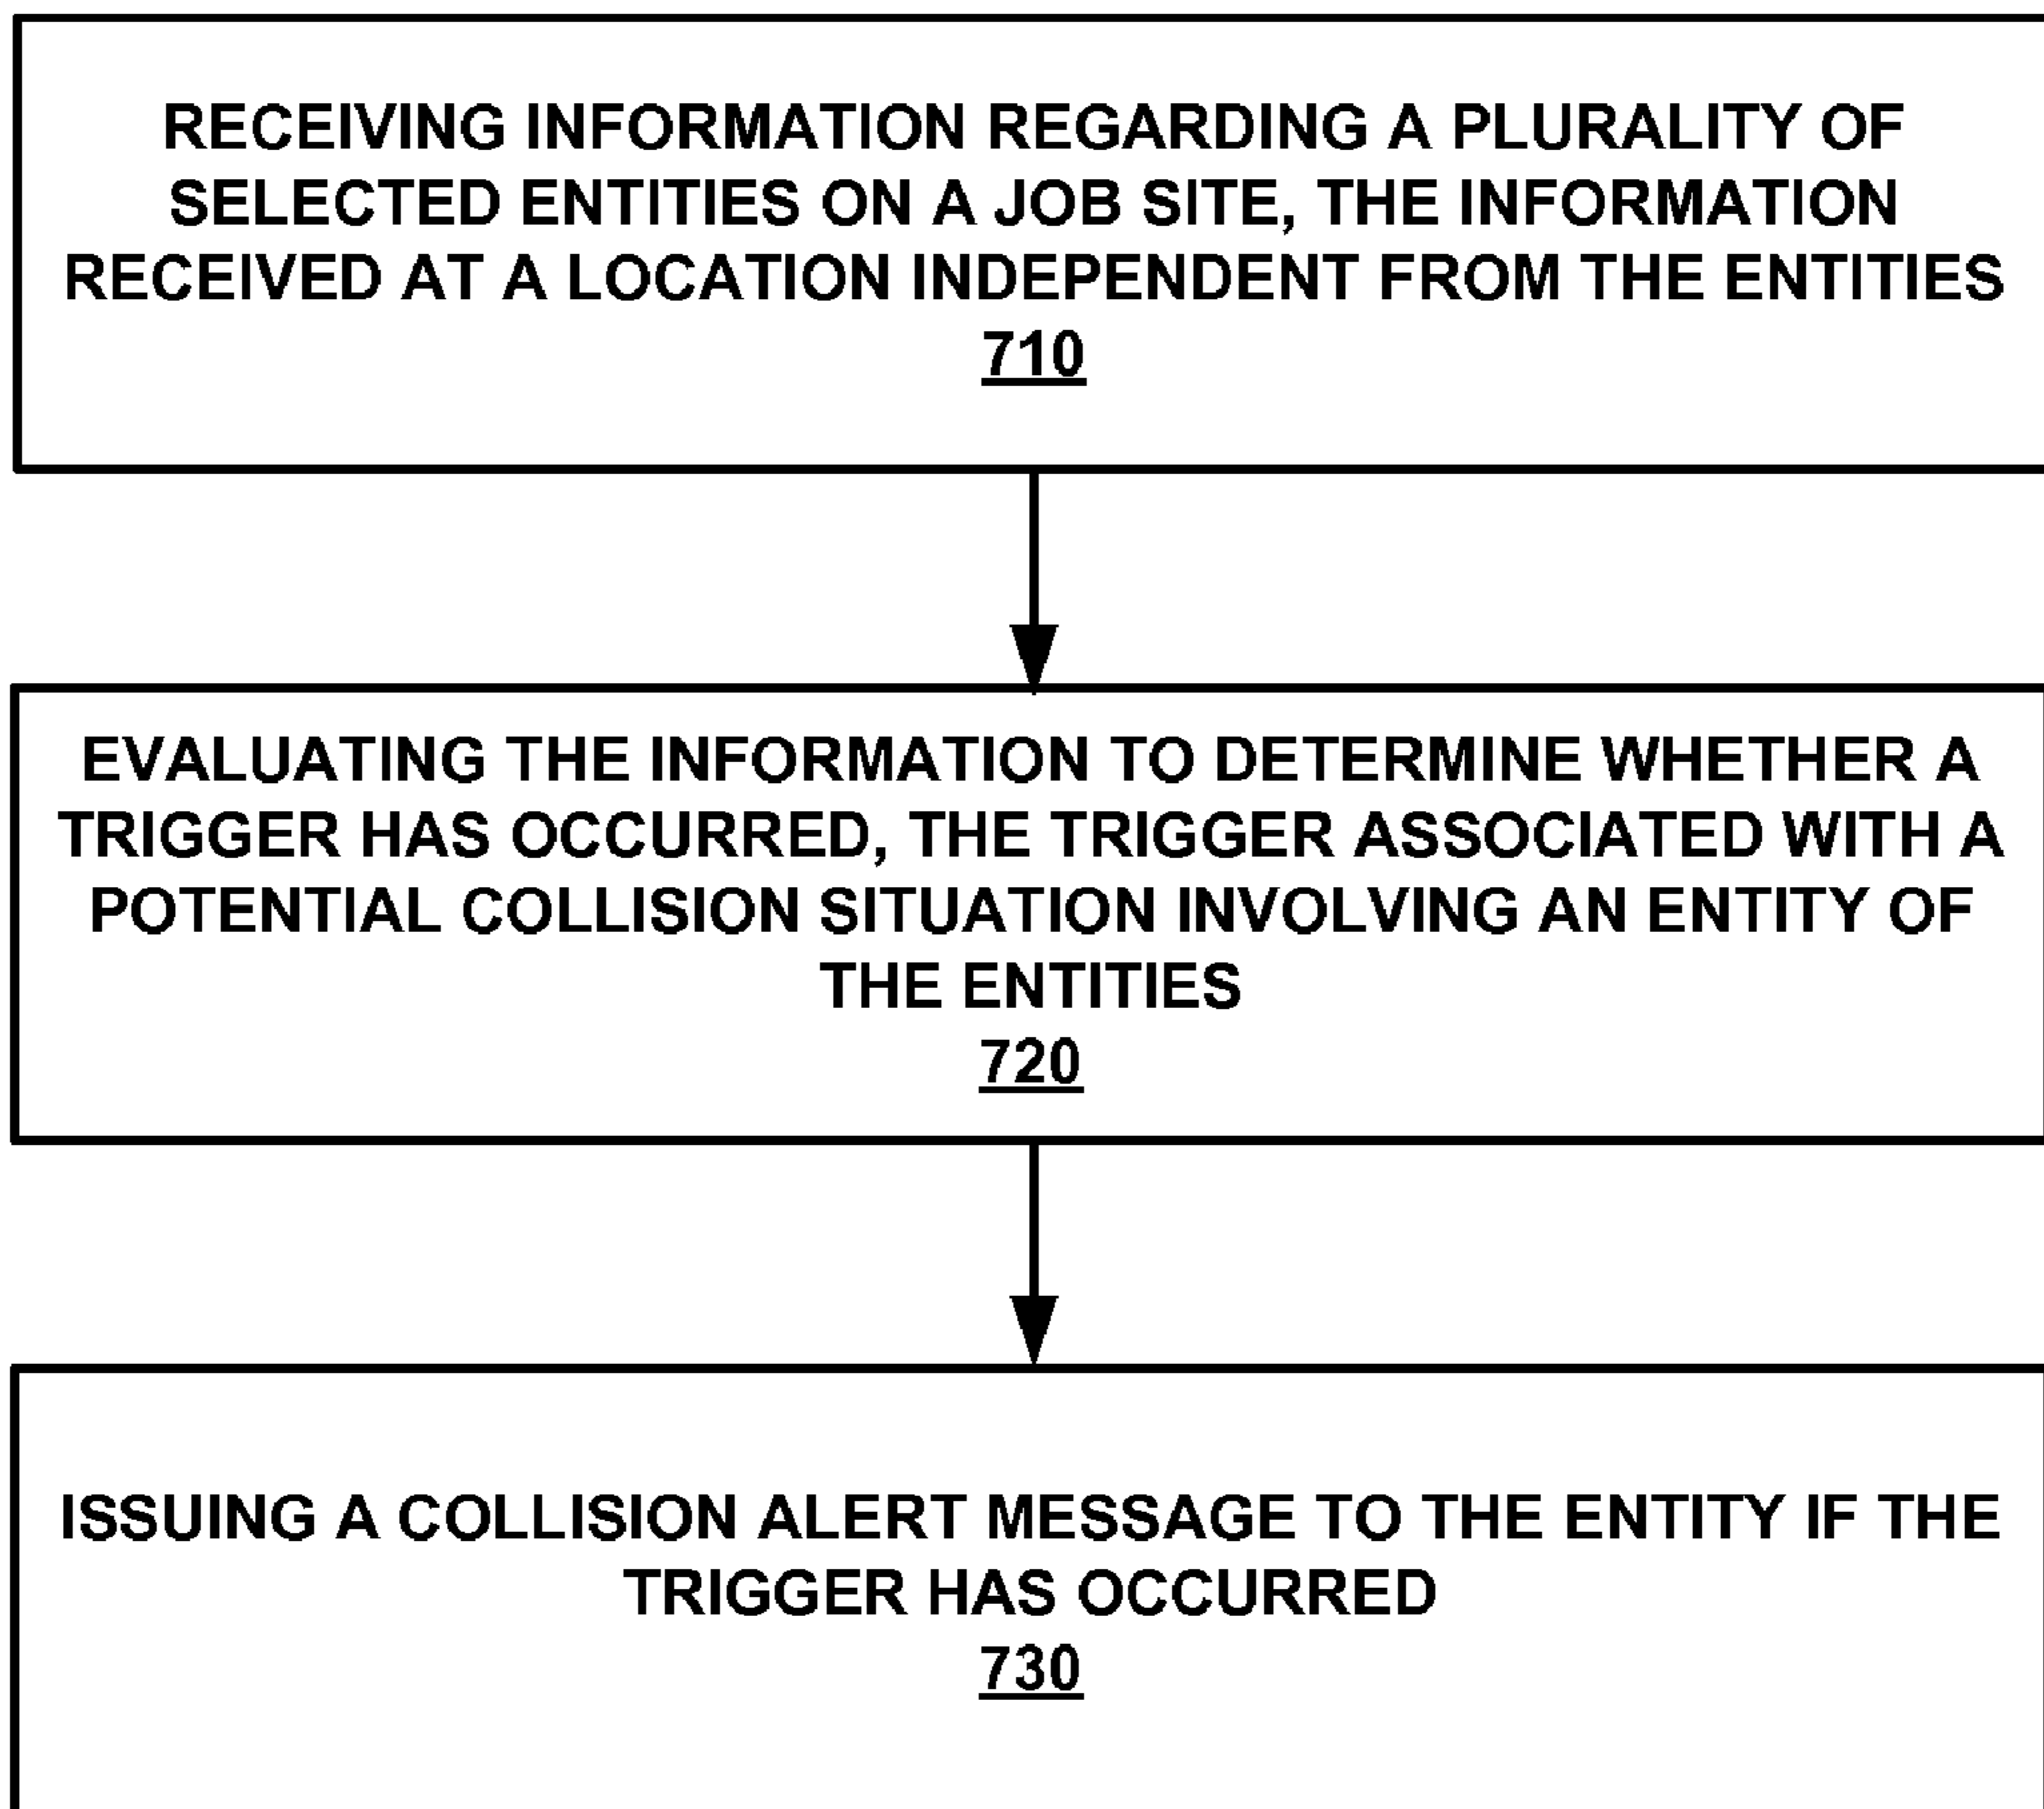 RECEIVING INFORMATION REGARDING A PLURALITY OF
SELECTED ENTITIES ON A JOB SITE, THE INFORMATION
RECEIVED AT A LOCATION INDEPENDENT FROM THE ENTITIES
710
EVALUATING THE INFORMATION TO DETERMINE WHETHER A
TRIGGER HAS OCCURRED, THE TRIGGER ASSOCIATED WITH A
POTENTIAL COLLISION SITUATION INVOLVING AN ENTITY OF
THE ENTITIES
720
ISSUING A COLLISION ALERT MESSAGE TO THE ENTITY IF THE
TRIGGER HAS OCCURRED
730